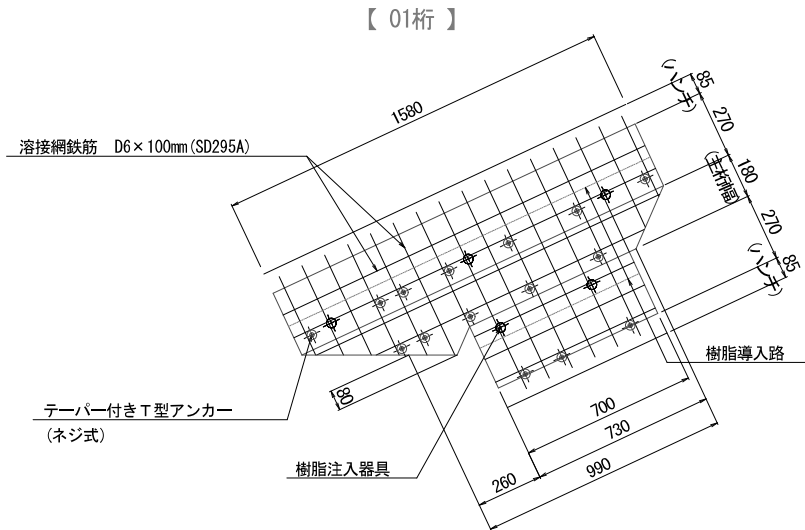 【 01桁 】
1580
85
(ハンチ)
270
180
(主桁幅)
270
85
(ハンチ)
溶接網鉄筋 D6×100mm(SD295A)
樹脂導入路
テーパー付きT型アンカー
(ネジ式)
80
樹脂注入器具
700
730
260
990